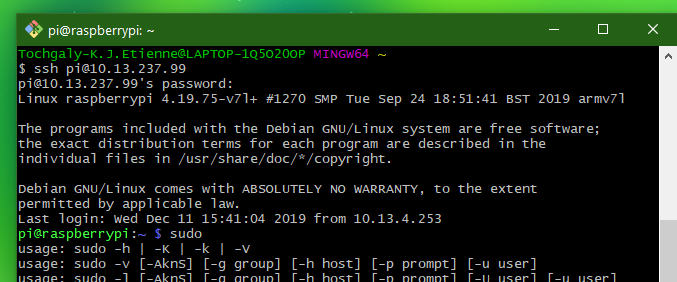 pi@raspberrypi: ~
Tochgaly-K.J.Etienne@LAPTOP-1Q5O20OP MINGW64 ~
$ ssh pi@10.13.237.99
pi@10.13.237.99's password:
Linux raspberrypi 4.19.75-v7l+ #1270 SMP Tue Sep 24 18:51:41 BST 2019 armv7l

The programs included with the Debian GNU/Linux system are free software;
the exact distribution terms for each program are described in the
individual files in /usr/share/doc/*/copyright.

Debian GNU/Linux comes with ABSOLUTELY NO WARRANTY, to the extent
permitted by applicable law.
Last login: Wed Dec 11 15:41:04 2019 from 10.13.4.253
pi@raspberrypi:~ $ sudo
usage: sudo -h | -K | -k | -V
usage: sudo -v [-AknS] [-g group] [-h host] [-p prompt] [-u user]
usage: sudo -l [-AknS] [-g group] [-h host] [-p prompt] [-U user] [-u user]